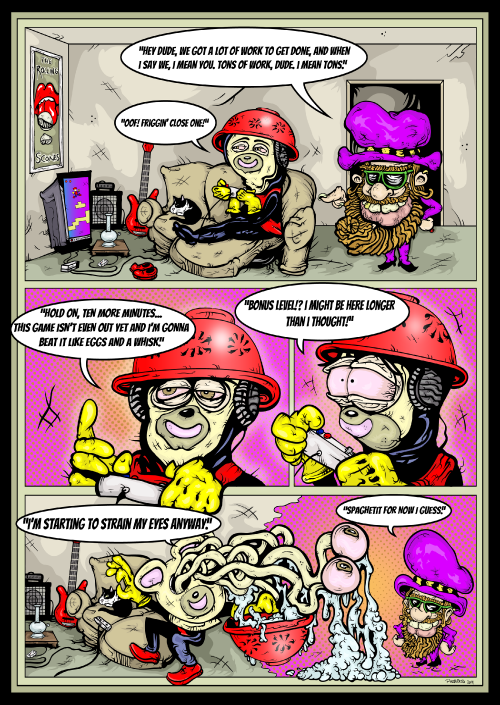 "HEY DUDE, WE GOT A LOT OF WORK TO GET DONE, AND WHEN
I SAY WE, I MEAN YOU. TONS OF WORK, DUDE. I MEAN TONS."
"OOF! FRIGGIN' CLOSE ONE!"
THE
ROLLING
SCONES
"HOLD ON, TEN MORE MINUTES...
THIS GAME ISN'T EVEN OUT YET AND I'M GONNA
BEAT IT LIKE EGGS AND A WHISK."
"BONUS LEVEL!? I MIGHT BE HERE LONGER
THAN I THOUGHT!"
"I'M STARTING TO STRAIN MY EYES ANYWAY."
"SPAGHETIT FOR NOW I GUESS."